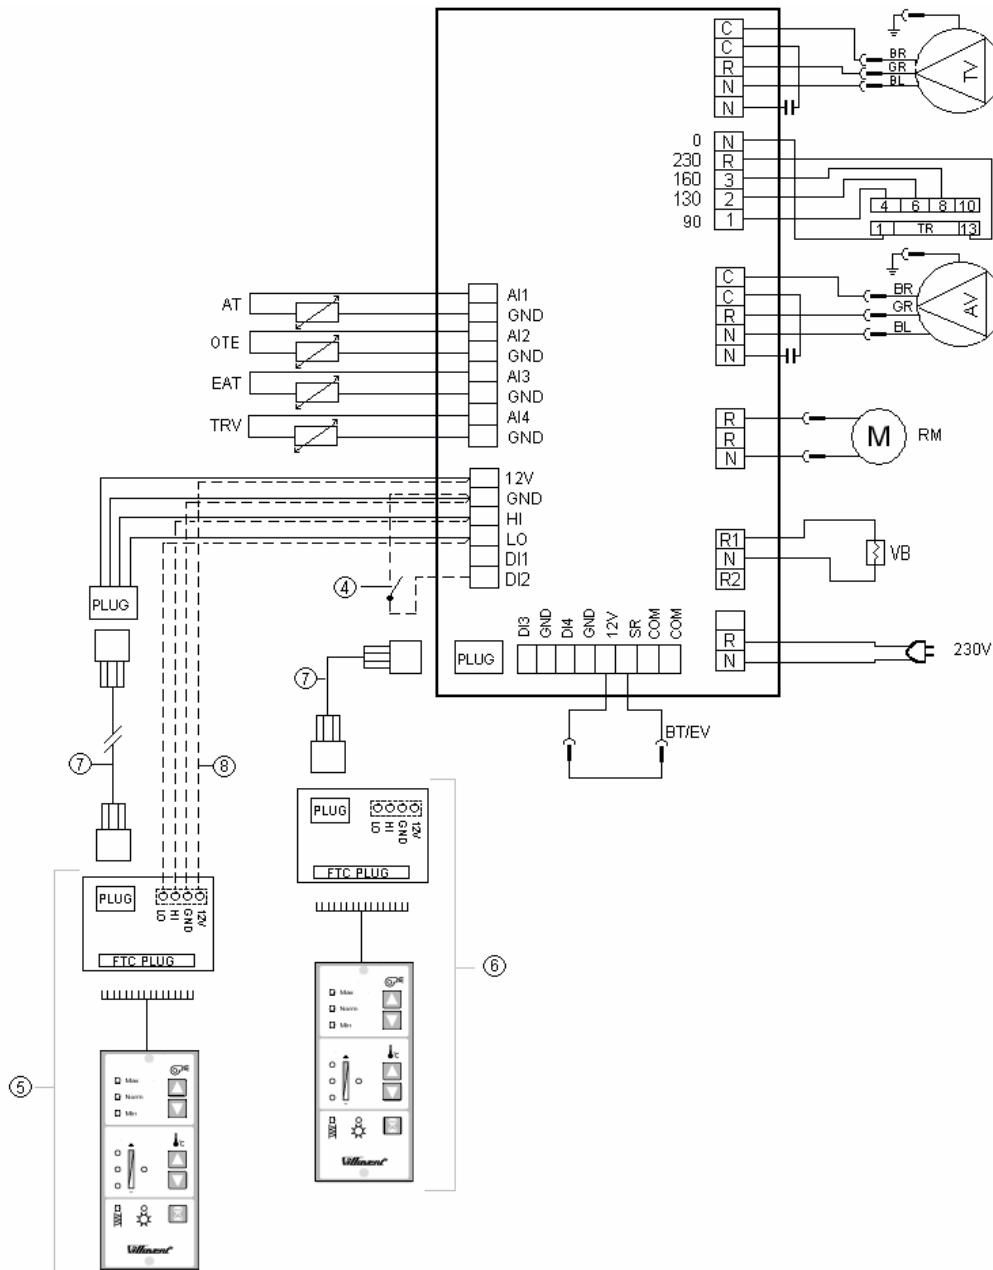 C
C
R
N
N
BR
GR
BL
TV
0 N
230 R
160 3
130 2
90 1
4 6 8 10
1 TR 13
C
C
R
N
N
BR
GR
BL
AV
AT
AI1
GND
OTE
AI2
GND
EAT
AI3
GND
TRV
AI4
GND
R
R
N
M RM
12V
GND
HI
LO
DI1
DI2
4
R1
N
R2
VB
PLUG
DI3 GND DI4 GND 12V SR COM COM
PLUG
R
N
230V
7
BT/EV
7
8
PLUG
LO HI GND 12V
FTC PLUG
PLUG
LO HI GND 12V
FTC PLUG
6
Max
Norm
Min
°C
Villavent
5
Max
Norm
Min
°C
Villavent